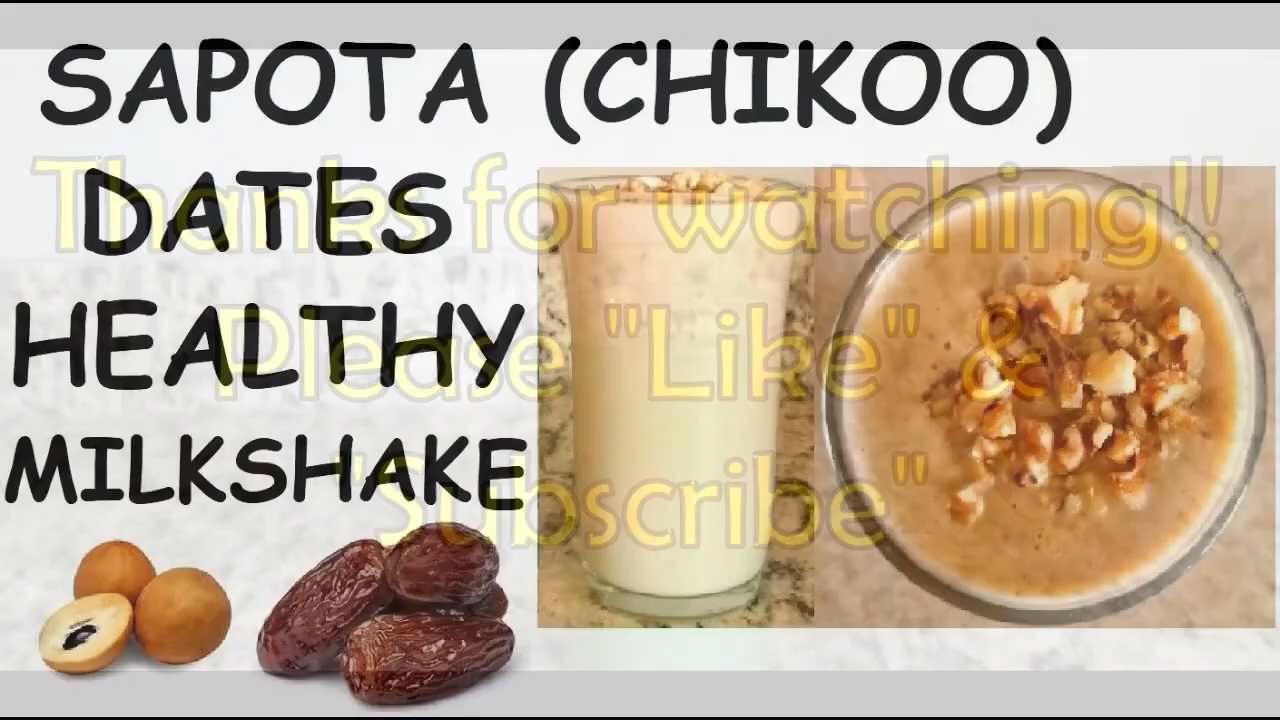 SAPOTA (CHIKOO)
DATES
HEALTHY
MILKSHAKE
Thanks for watching!!
Please "Like" &
"Subscribe"